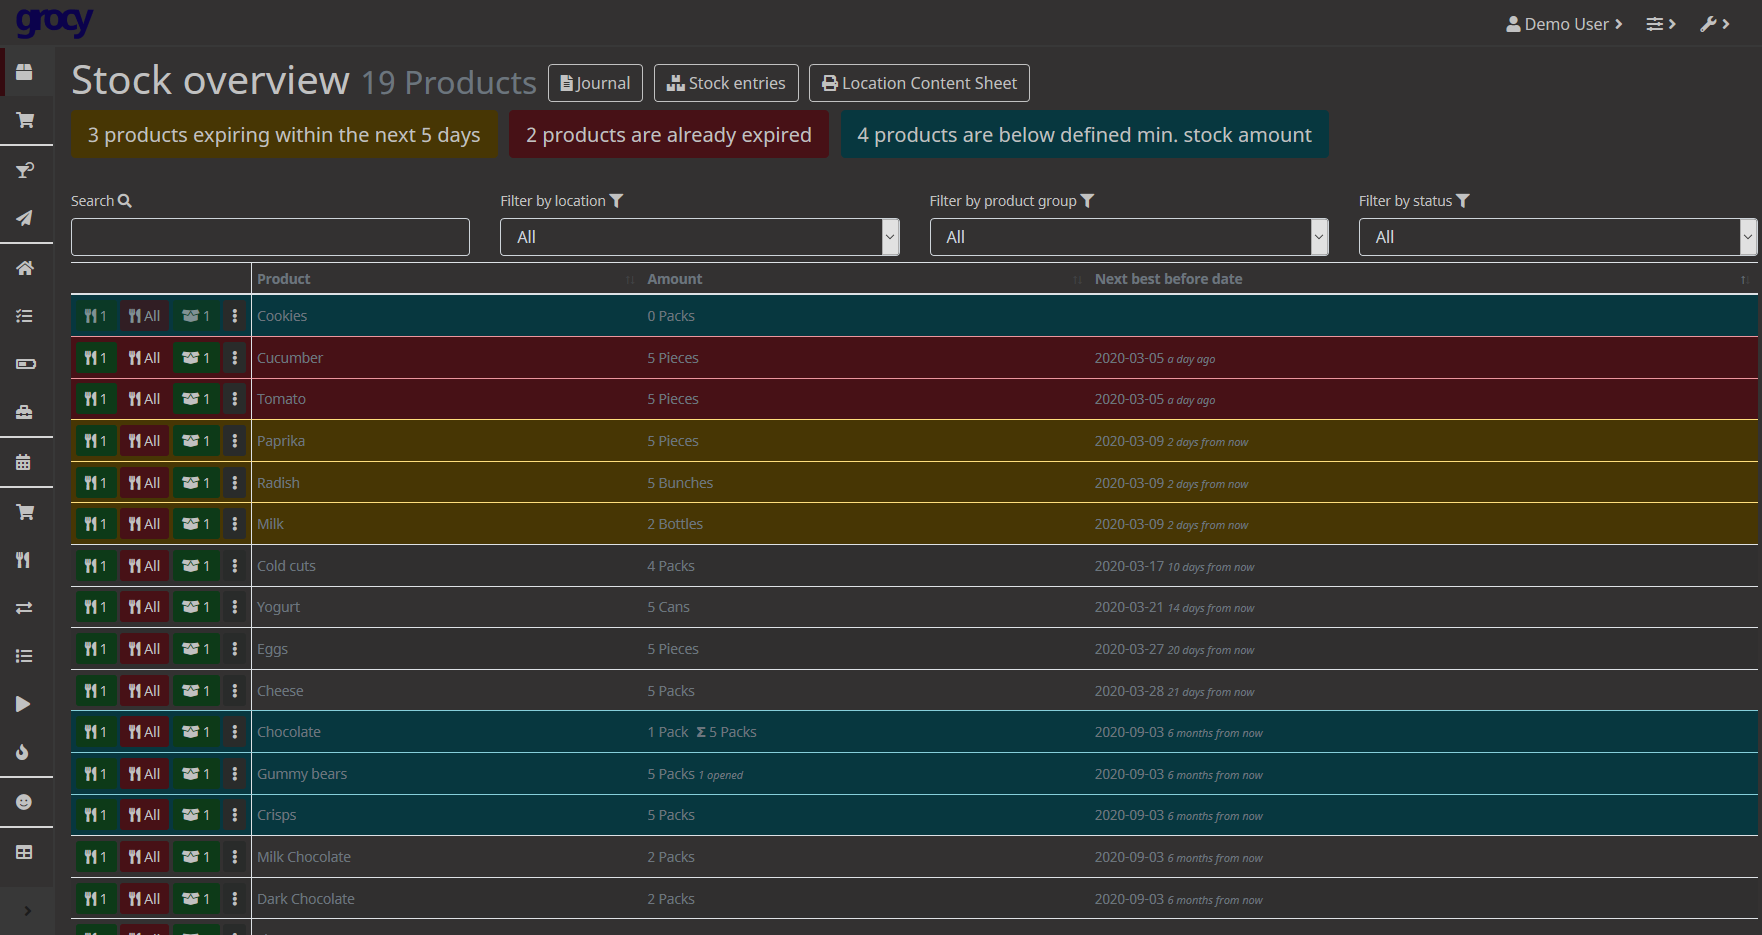 grocy
Demo User
Stock overview 19 Products Journal Stock entries Location Content Sheet
3 products expiring within the next 5 days 2 products are already expired 4 products are below defined min. stock amount
Search Filter by location Filter by product group Filter by status
All All All
Product Amount Next best before date
1 All 1 Cookies 0 Packs
1 All 1 Cucumber 5 Pieces 2020-03-05 a day ago
1 All 1 Tomato 5 Pieces 2020-03-05 a day ago
1 All 1 Paprika 5 Pieces 2020-03-09 2 days from now
1 All 1 Radish 5 Bunches 2020-03-09 2 days from now
1 All 1 Milk 2 Bottles 2020-03-09 2 days from now
1 All 1 Cold cuts 4 Packs 2020-03-17 10 days from now
1 All 1 Yogurt 5 Cans 2020-03-21 14 days from now
1 All 1 Eggs 5 Pieces 2020-03-27 20 days from now
1 All 1 Cheese 5 Packs 2020-03-28 21 days from now
1 All 1 Chocolate 1 Pack Σ 5 Packs 2020-09-03 6 months from now
1 All 1 Gummy bears 5 Packs 1 opened 2020-09-03 6 months from now
1 All 1 Crisps 5 Packs 2020-09-03 6 months from now
1 All 1 Milk Chocolate 2 Packs 2020-09-03 6 months from now
1 All 1 Dark Chocolate 2 Packs 2020-09-03 6 months from now